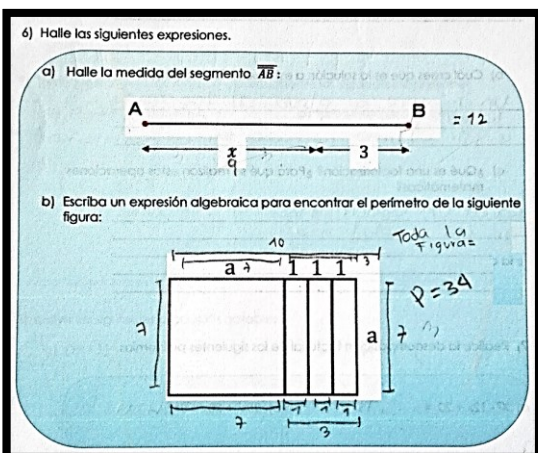 6) Halle las siguientes expresiones.
a) Halle la medida del segmento AB:
A B = 12
x 3
9
b) Escriba un expresión algebraica para encontrar el perímetro de la siguiente
figura:
Toda la
Figura=
10
a 7 1 1 1 3
P=34
7 a 7
1 1 1
7 3